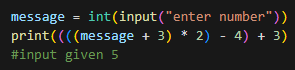 message = int(input("enter number"))
print((((message + 3) * 2) - 4) + 3)
#input given 5